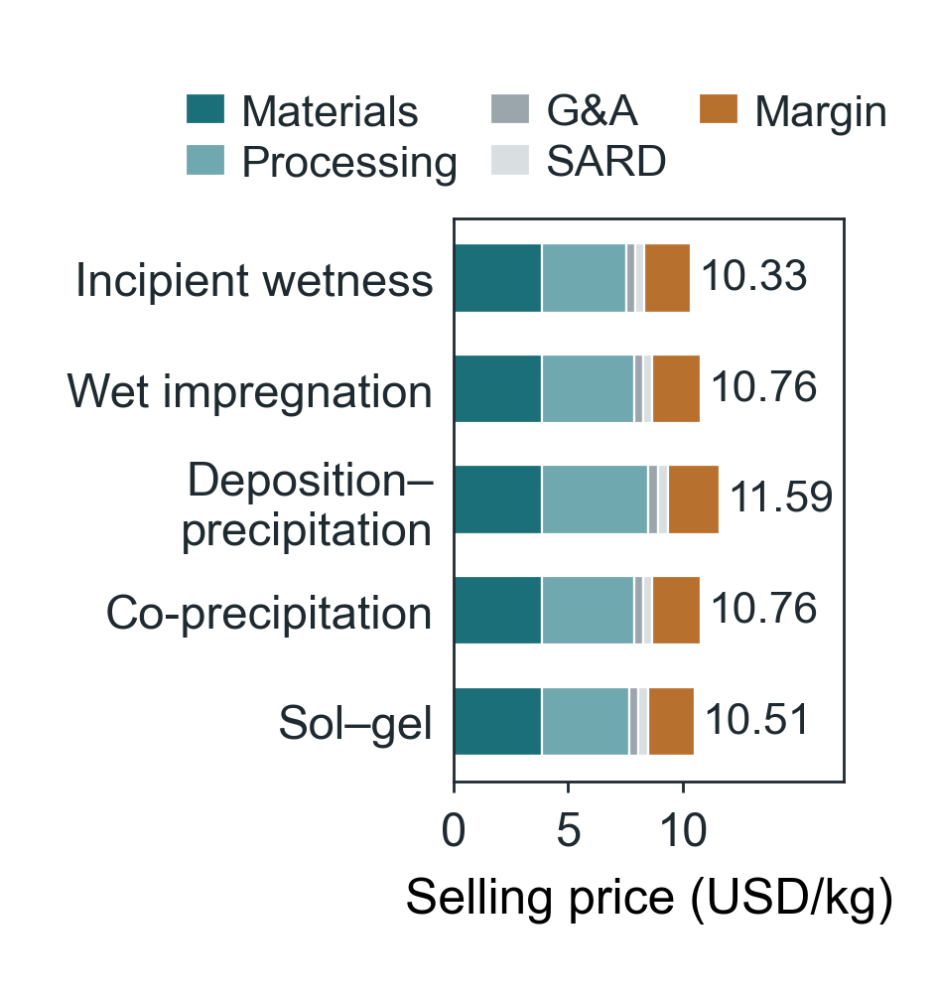 Materials
Processing
G&A
SARD
Margin
Incipient wetness
10.33
Wet impregnation
10.76
Deposition–
precipitation
11.59
Co-precipitation
10.76
Sol–gel
10.51
0 5 10
Selling price (USD/kg)